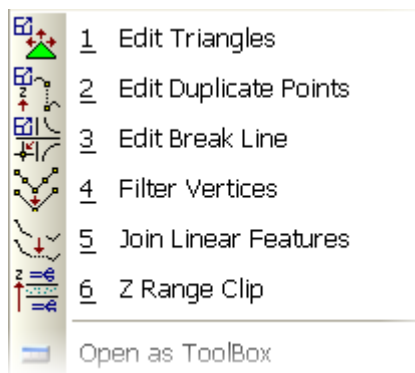 1 Edit Triangles
2 Edit Duplicate Points
3 Edit Break Line
4 Filter Vertices
5 Join Linear Features
6 Z Range Clip
Open as ToolBox